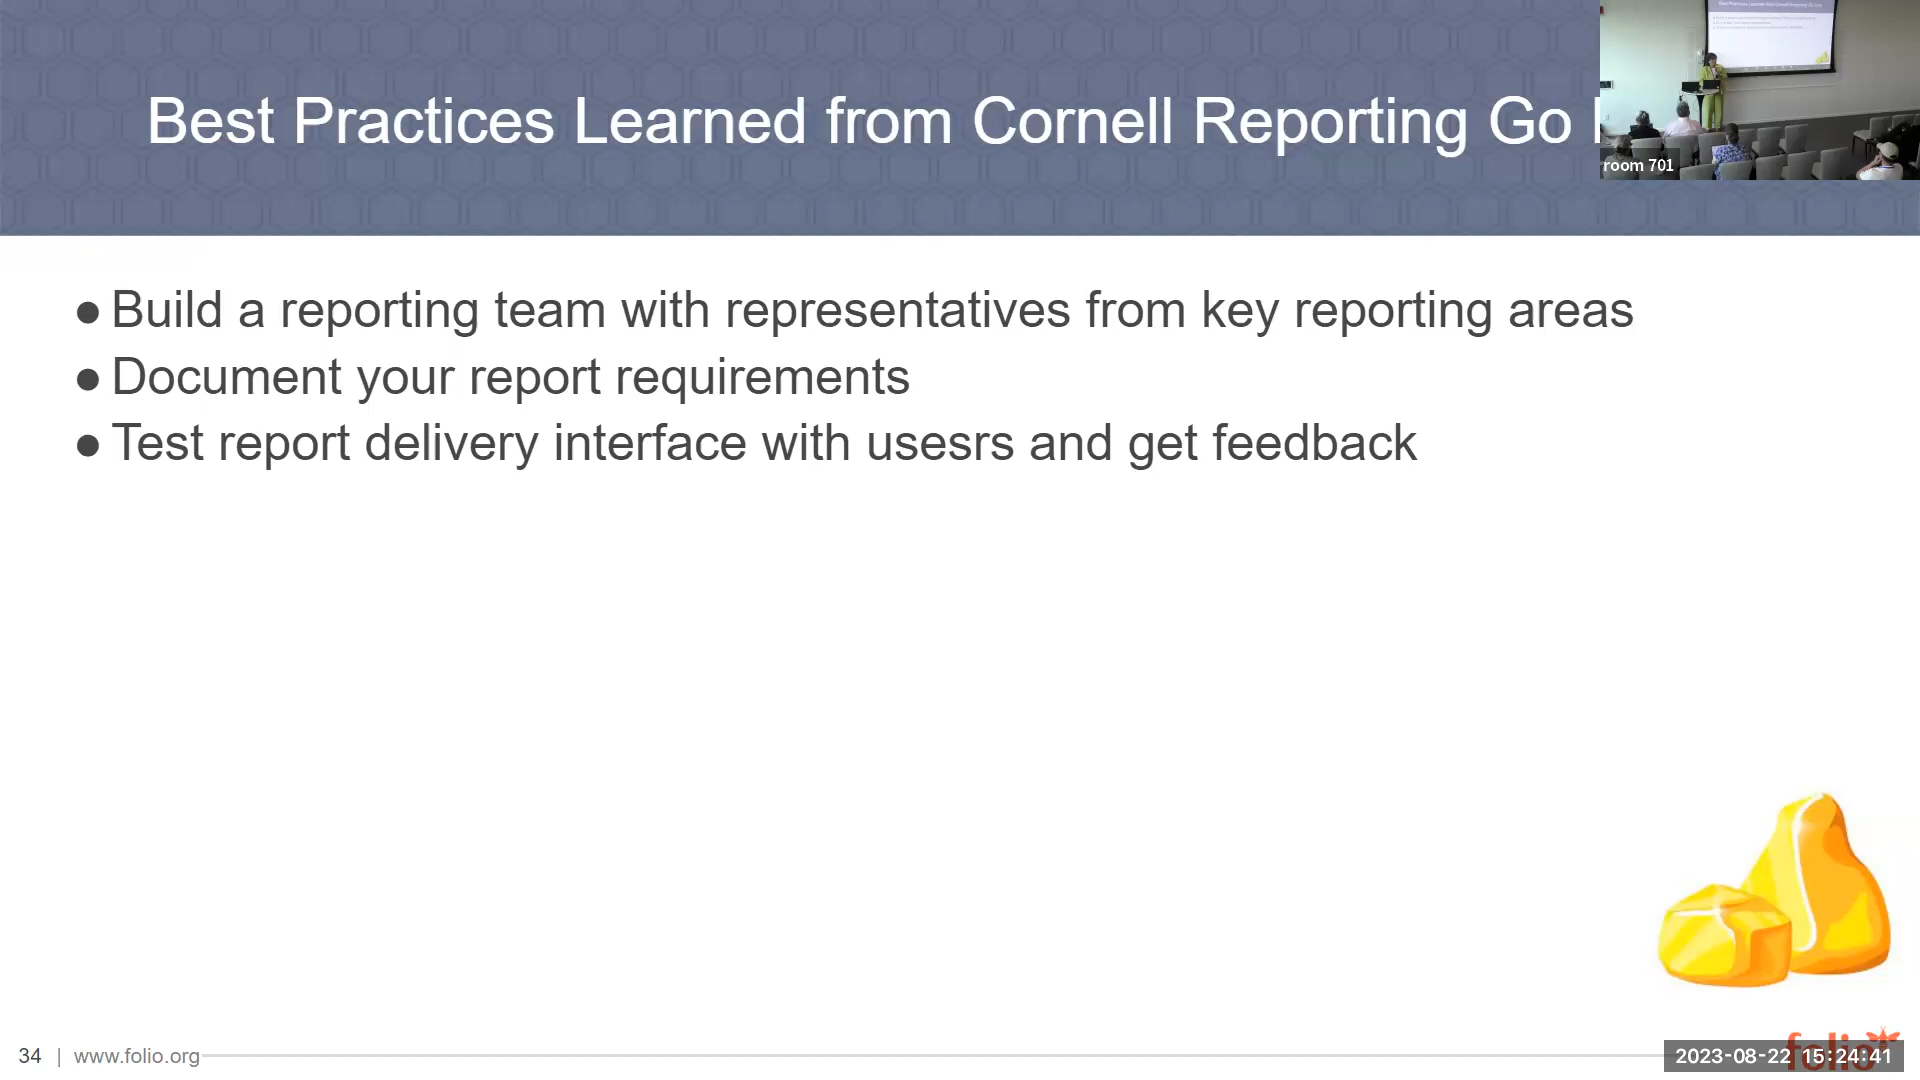 Best Practices Learned from Cornell Reporting Go
room 701
● Build a reporting team with representatives from key reporting areas
● Document your report requirements
● Test report delivery interface with usesrs and get feedback
34 | www.folio.org
folio
2023-08-22 15:24:41